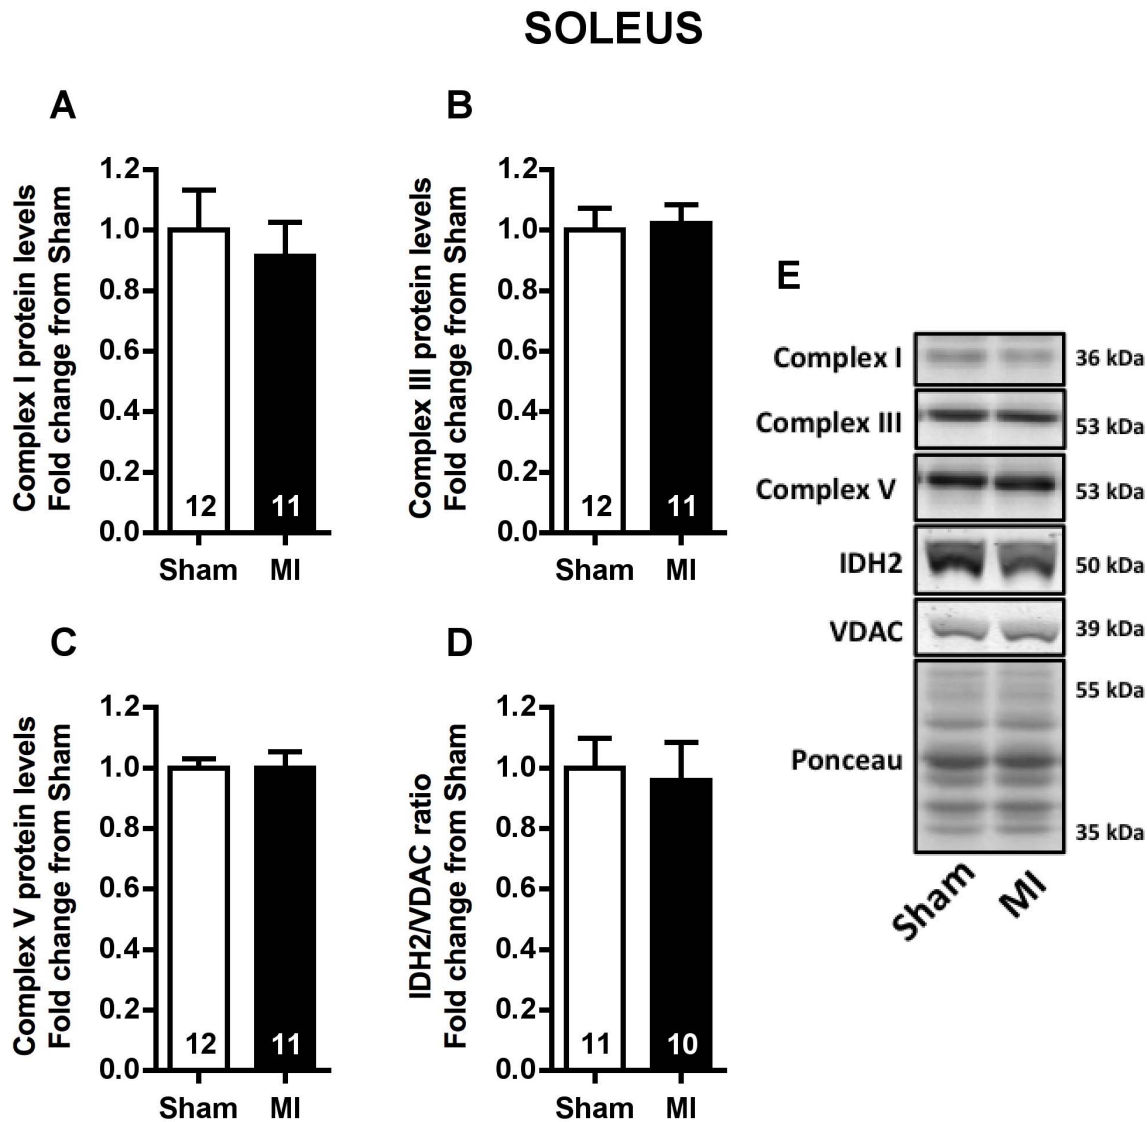 SOLEUS
A
Complex I protein levels
Fold change from Sham
1.2
1.0
0.8
0.6
0.4
0.2
0.0
12
11
Sham
MI
B
Complex III protein levels
Fold change from Sham
1.2
1.0
0.8
0.6
0.4
0.2
0.0
12
11
Sham
MI
C
Complex V protein levels
Fold change from Sham
1.2
1.0
0.8
0.6
0.4
0.2
0.0
12
11
Sham
MI
D
IDH2/VDAC ratio
Fold change from Sham
1.2
1.0
0.8
0.6
0.4
0.2
0.0
11
10
Sham
MI
E
Complex I
36 kDa
Complex III
53 kDa
Complex V
53 kDa
IDH2
50 kDa
VDAC
39 kDa
55 kDa
Ponceau
35 kDa
Sham
MI